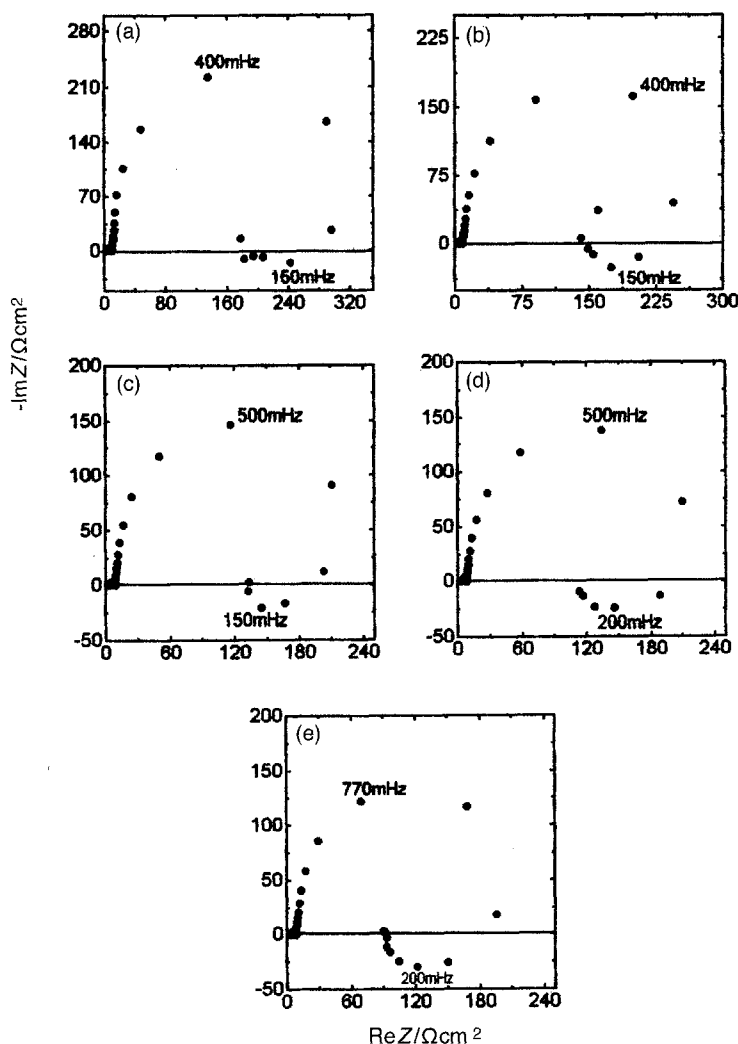 (a)
280
210
140
70
0
400mHz
160mHz
0 80 160 240 320
(b)
225
150
75
0
400mHz
150mHz
0 75 150 225 300
-ImZ/Ωcm²
(c)
200
150
100
50
0
-50
500mHz
150mHz
0 60 120 180 240
(d)
200
150
100
50
0
-50
500mHz
200mHz
0 60 120 180 240
(e)
200
150
100
50
0
-50
770mHz
200mHz
0 60 120 180 240
ReZ/Ωcm²